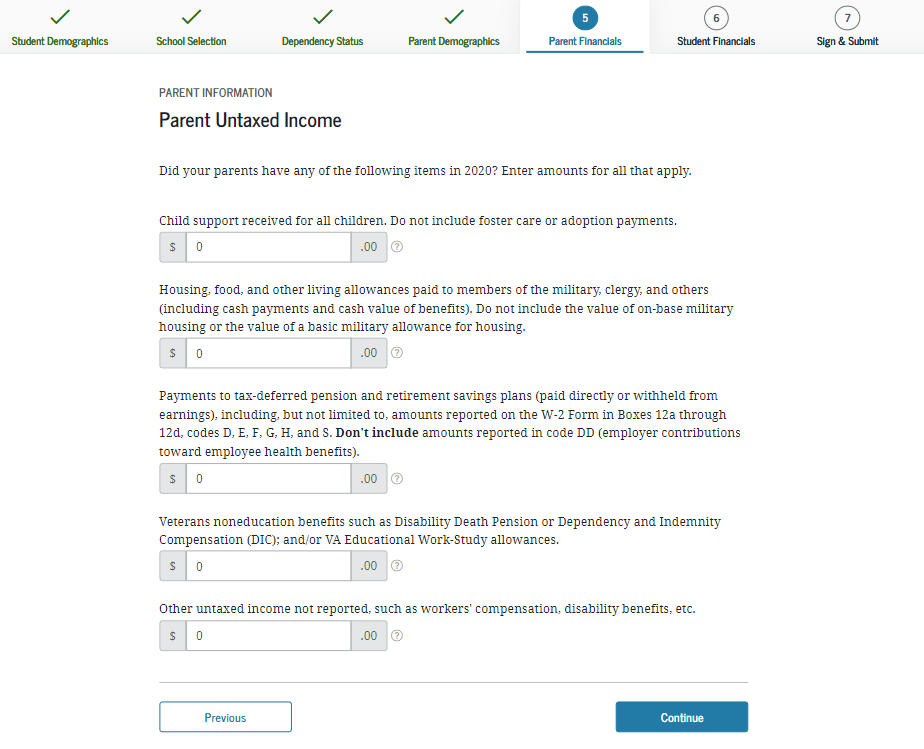 Student Demographics
School Selection
Dependency Status
Parent Demographics
5
Parent Financials
6
Student Financials
7
Sign & Submit
PARENT INFORMATION
Parent Untaxed Income
Did your parents have any of the following items in 2020? Enter amounts for all that apply.
Child support received for all children. Do not include foster care or adoption payments.
$ 0 .00 ?
Housing, food, and other living allowances paid to members of the military, clergy, and others
(including cash payments and cash value of benefits). Do not include the value of on-base military
housing or the value of a basic military allowance for housing.
$ 0 .00 ?
Payments to tax-deferred pension and retirement savings plans (paid directly or withheld from
earnings), including, but not limited to, amounts reported on the W-2 Form in Boxes 12a through
12d, codes D, E, F, G, H, and S. Don't include amounts reported in code DD (employer contributions
toward employee health benefits).
$ 0 .00 ?
Veterans noneducation benefits such as Disability Death Pension or Dependency and Indemnity
Compensation (DIC); and/or VA Educational Work-Study allowances.
$ 0 .00 ?
Other untaxed income not reported, such as workers' compensation, disability benefits, etc.
$ 0 .00 ?
Previous
Continue